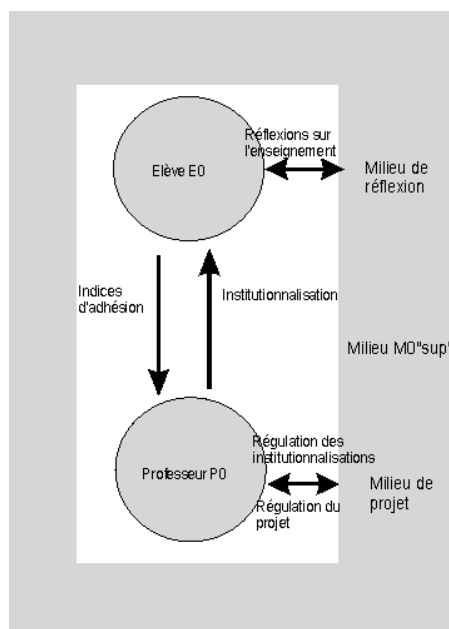 Réflexions sur
l'enseignement
Elève E0
Milieu de
réflexion
Indices
d'adhésion
Institutionnalisation
Milieu M0"sup"
Régulation des
institutionnalisations
Professeur P0
Milieu de
projet
Régulation du
projet